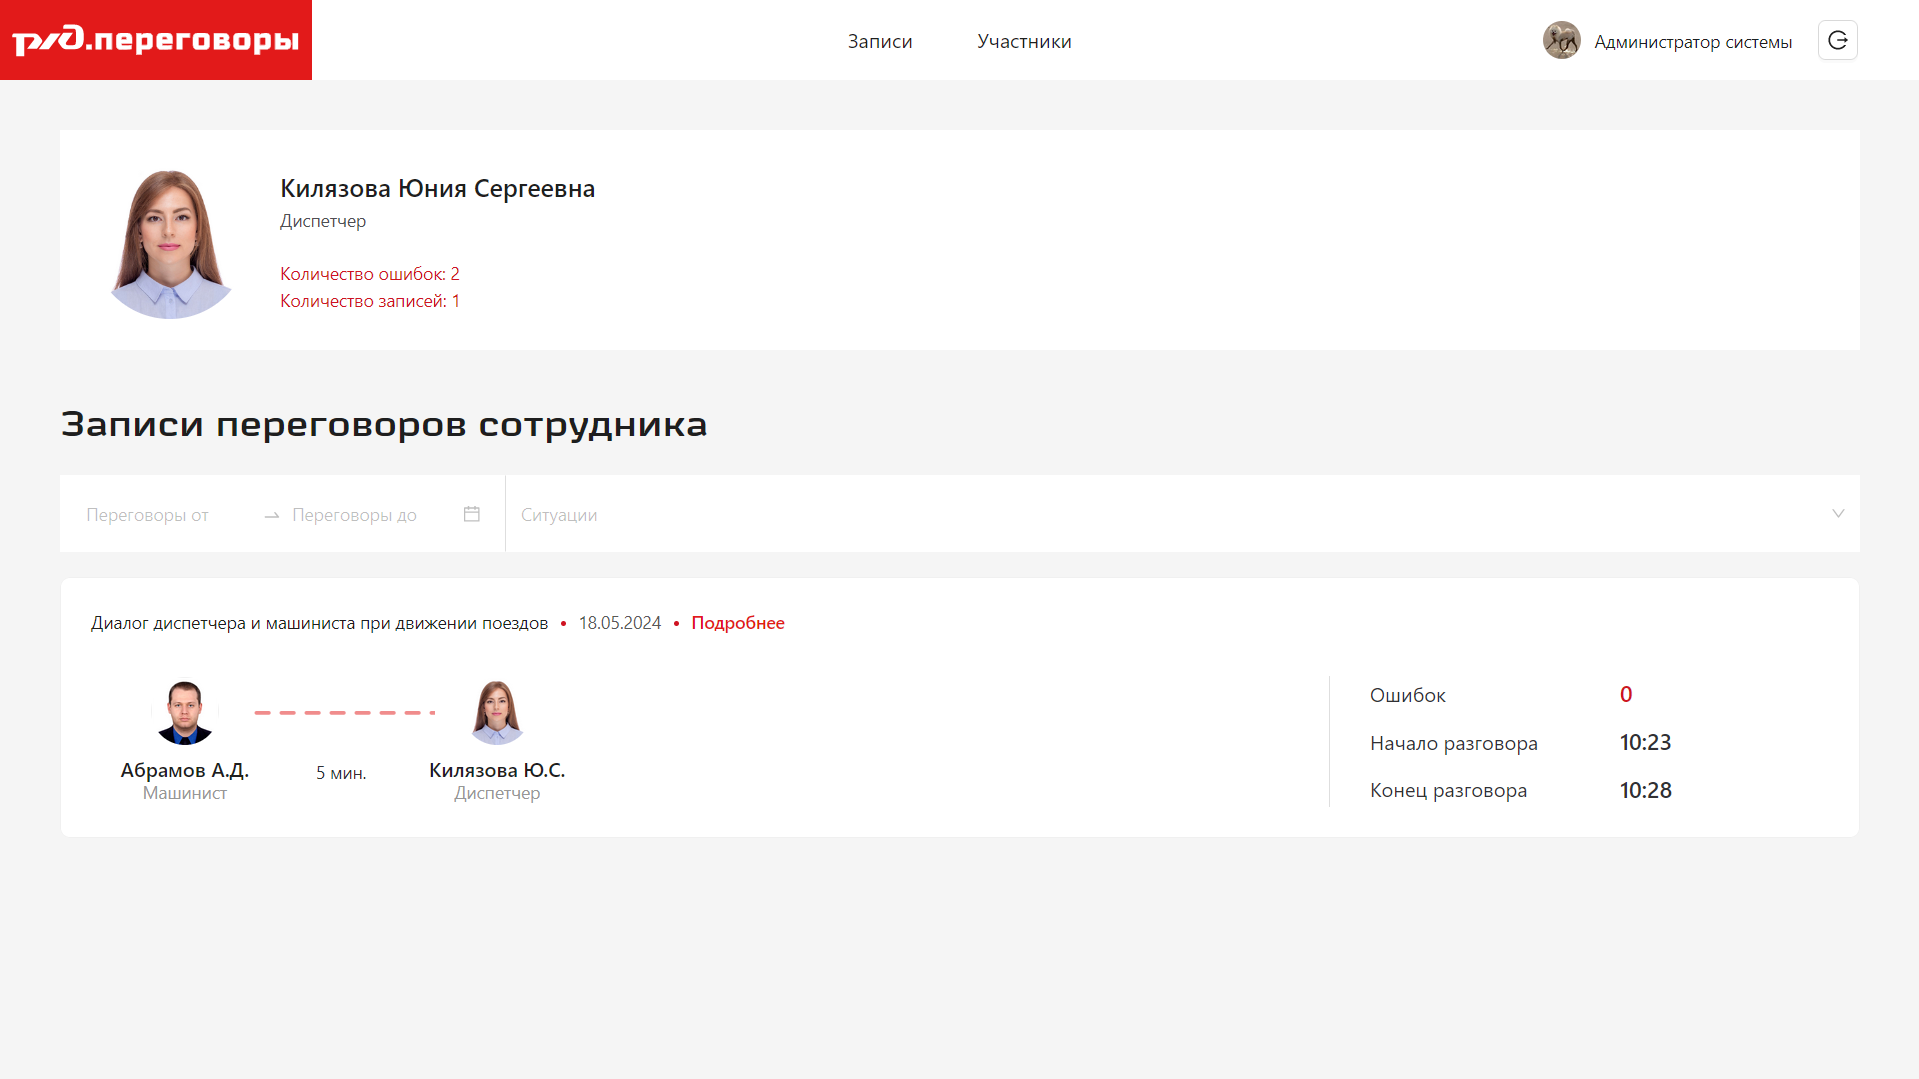 ржд.переговоры
Записи
Участники
Администратор системы
Килязова Юния Сергеевна
Диспетчер
Количество ошибок: 2
Количество записей: 1
Записи переговоров сотрудника
Переговоры от → Переговоры до
Ситуации
Диалог диспетчера и машиниста при движении поездов • 18.05.2024 • Подробнее
Абрамов А.Д.
Машинист
5 мин.
Килязова Ю.С.
Диспетчер
Ошибок 0
Начало разговора 10:23
Конец разговора 10:28